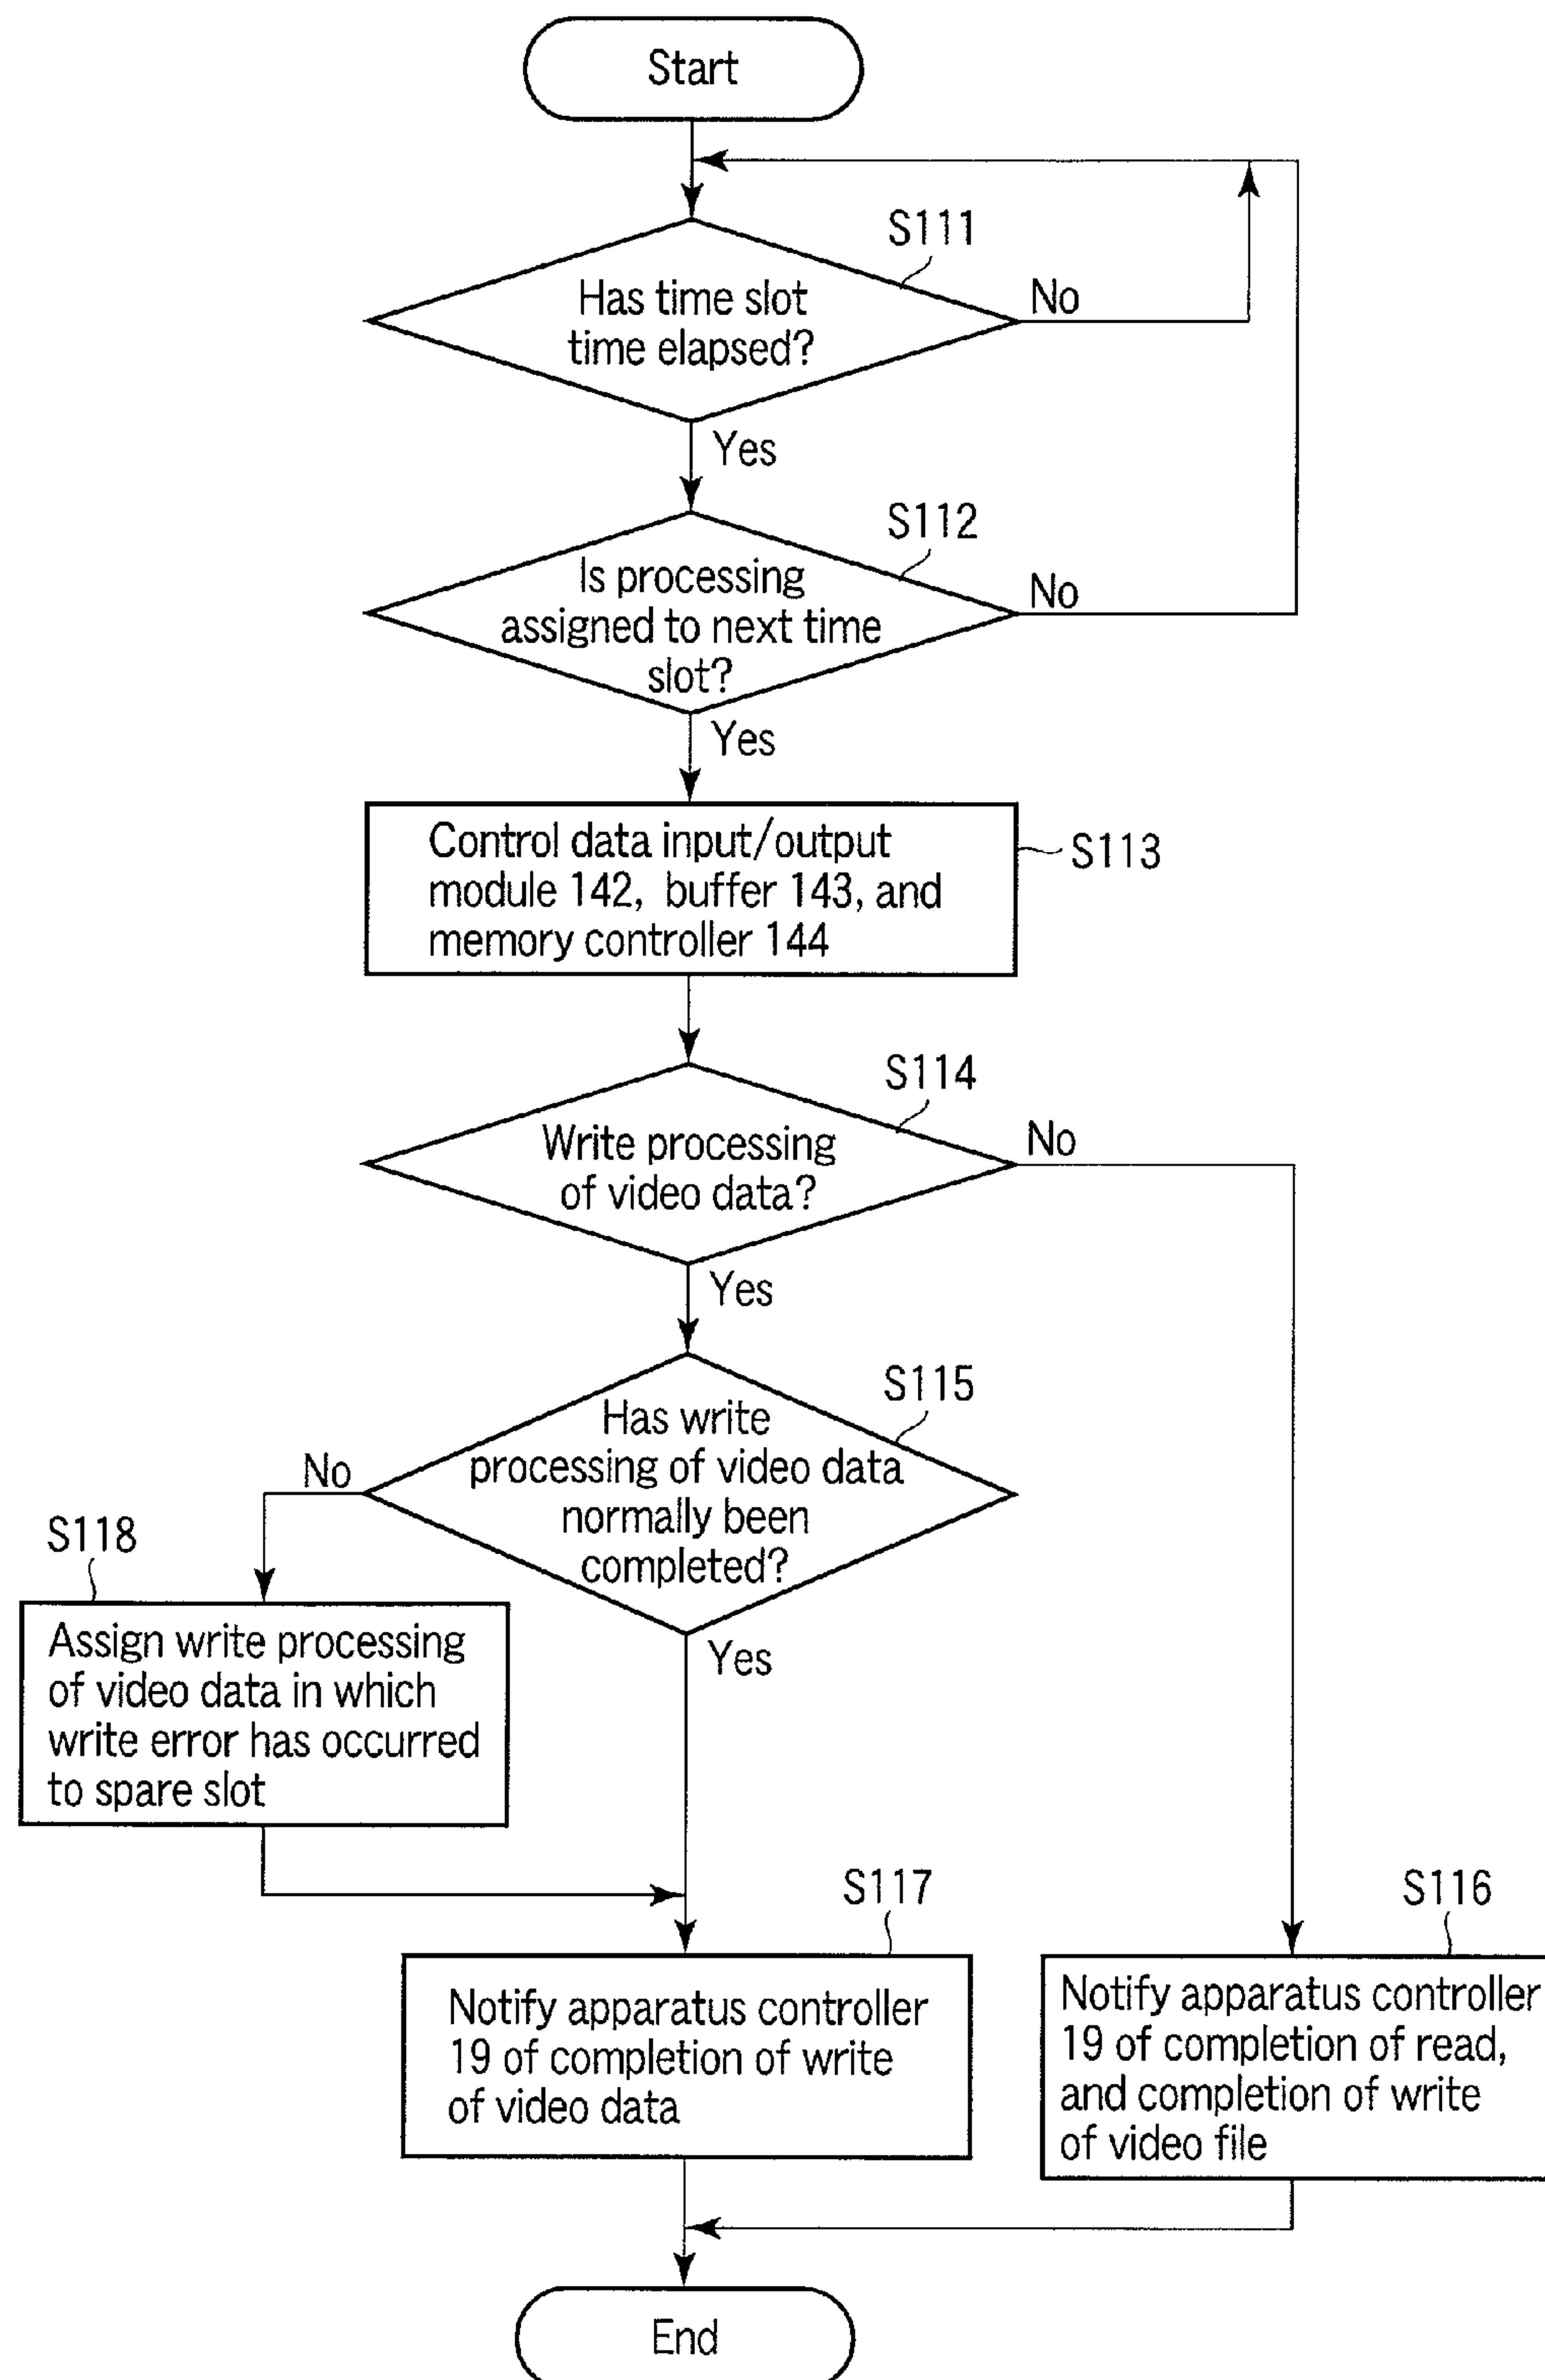 Start
S111
Has time slot
time elapsed?
No
Yes
S112
Is processing
assigned to next time
slot?
No
Yes
Control data input/output
module 142, buffer 143, and
memory controller 144
S113
S114
Write processing
of video data?
No
Yes
S115
Has write
processing of video data
normally been
completed?
No
Yes
S118
Assign write processing
of video data in which
write error has occurred
to spare slot
S117
Notify apparatus controller
19 of completion of write
of video data
S116
Notify apparatus controller
19 of completion of read,
and completion of write
of video file
End